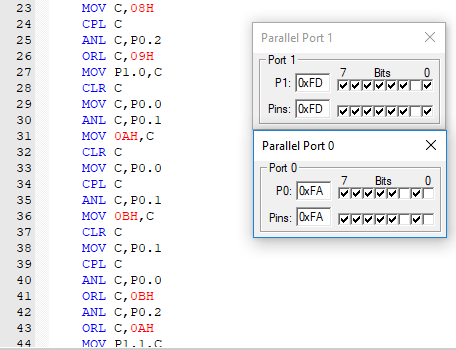 23 MOV C,08H
24 CPL C
25 ANL C,P0.2
26 ORL C,09H
27 MOV P1.0,C
28 CLR C
29 MOV C,P0.0
30 ANL C,P0.1
31 MOV 0AH,C
32 CLR C
33 MOV C,P0.0
34 CPL C
35 ANL C,P0.1
36 MOV 0BH,C
37 CLR C
38 MOV C,P0.1
39 CPL C
40 ANL C,P0.0
41 ORL C,0BH
42 ANL C,P0.2
43 ORL C,0AH
44 MOV P1.1,C
Parallel Port 1
Port 1
7 Bits 0
P1: 0xFD
Pins: 0xFD
Parallel Port 0
Port 0
7 Bits 0
P0: 0xFA
Pins: 0xFA